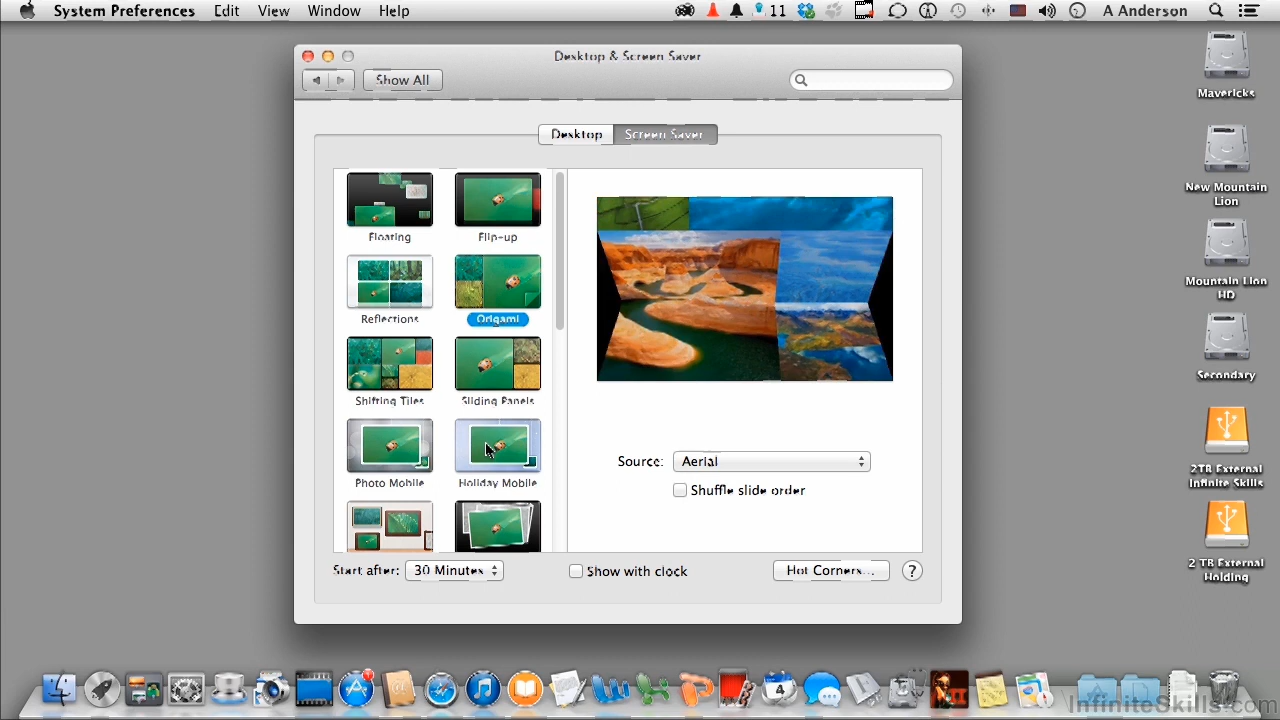 System Preferences Edit View Window Help 11 A Anderson
Desktop & Screen Saver
Show All
Desktop Screen Saver
Floating Flip-up
Reflections Origami
Shifting Tiles Sliding Panels
Photo Mobile Holiday Mobile
Source: Aerial
Shuffle slide order
Start after: 30 Minutes Show with clock Hot Corners... ?
Mavericks
New Mountain
Lion
Mountain Lion
HD
Secondary
2TB External
Infinite Skills
2 TB External
Holding
4
InfiniteSkills.com